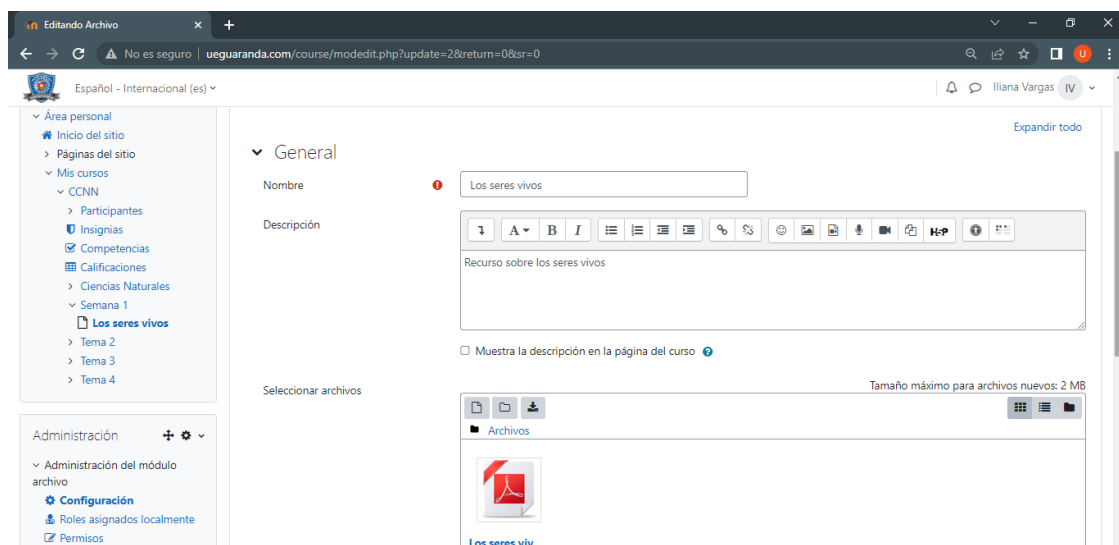 Editando Archivo
No es seguro | ueguaranda.com/course/modedit.php?update=2&return=0&sr=0
U
Español - Internacional (es)
Iliana Vargas IV
Área personal
Inicio del sitio
Páginas del sitio
Mis cursos
CCNN
Participantes
Insignias
Competencias
Calificaciones
Ciencias Naturales
Semana 1
Los seres vivos
Tema 2
Tema 3
Tema 4
Administración
Administración del módulo
archivo
Configuración
Roles asignados localmente
Permisos
Expandir todo
General
Nombre
Los seres vivos
Descripción
A B I H-P
Recurso sobre los seres vivos
Muestra la descripción en la página del curso
Seleccionar archivos
Tamaño máximo para archivos nuevos: 2 MB
Archivos
Los seres viv...